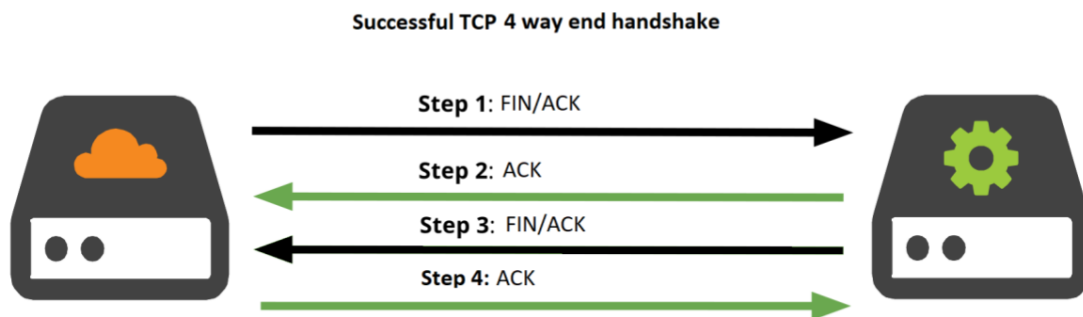 Successful TCP 4 way end handshake
Step 1: FIN/ACK
Step 2: ACK
Step 3: FIN/ACK
Step 4: ACK